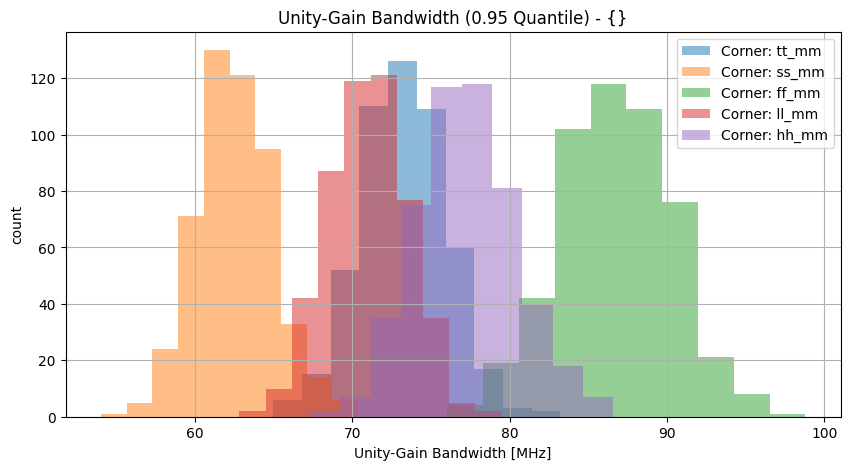 Unity-Gain Bandwidth (0.95 Quantile) - {}
Corner: tt_mm
Corner: ss_mm
Corner: ff_mm
Corner: ll_mm
Corner: hh_mm
count
120
100
80
60
40
20
0
60 70 80 90 100
Unity-Gain Bandwidth [MHz]